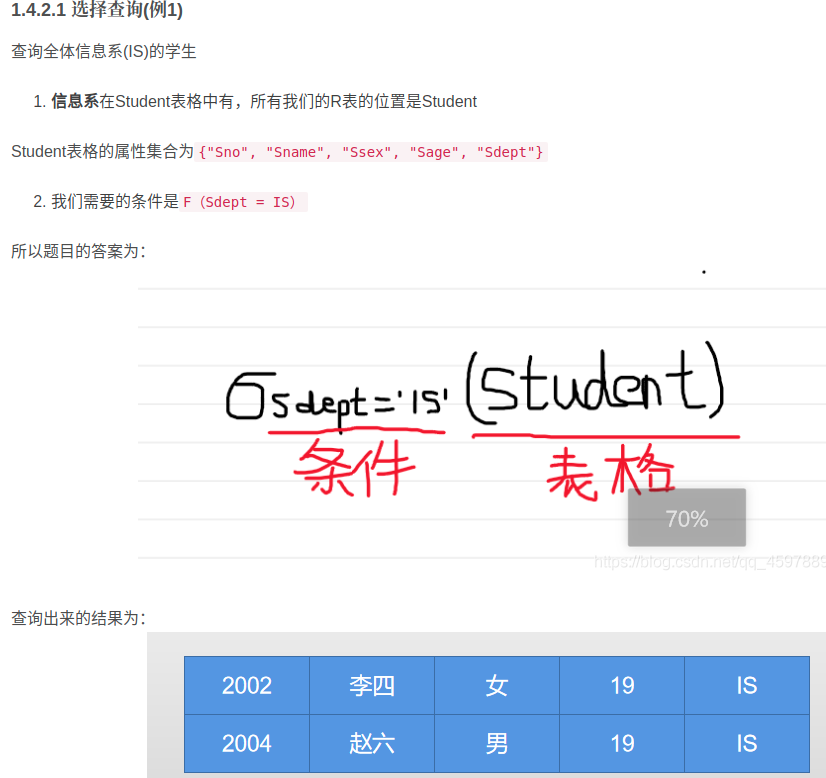 1.4.2.1 选择查询(例1)
查询全体信息系(IS)的学生
1. 信息系在Student表格中有，所有我们的R表的位置是Student
Student表格的属性集合为 {"Sno", "Sname", "Ssex", "Sage", "Sdept"}
2. 我们需要的条件是 F（Sdept = IS）
所以题目的答案为：
σSdept='IS' (Student)
条件 表格
70%
https://blog.csdn.net/qq_4597889
查询出来的结果为：
2002 李四 女 19 IS
2004 赵六 男 19 IS